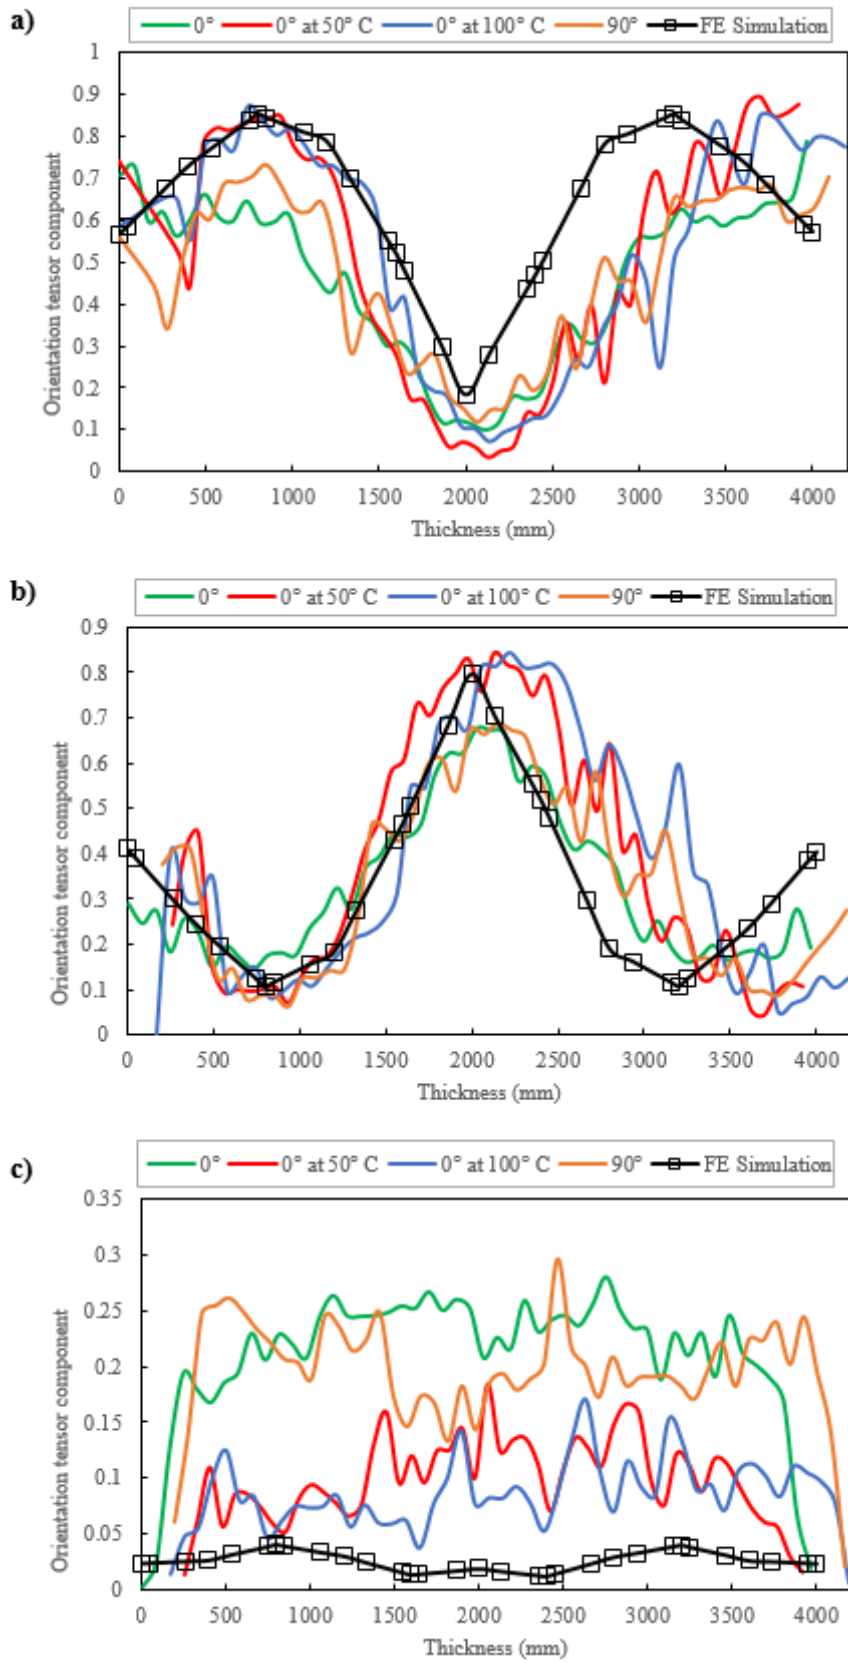 a)
0° 0° at 50° C 0° at 100° C 90° FE Simulation
1
0.9
0.8
0.7
0.6
0.5
0.4
0.3
0.2
0.1
0
Orientation tensor component
0 500 1000 1500 2000 2500 3000 3500 4000
Thickness (mm)
b)
0° 0° at 50° C 0° at 100° C 90° FE Simulation
0.9
0.8
0.7
0.6
0.5
0.4
0.3
0.2
0.1
0
Orientation tensor component
0 500 1000 1500 2000 2500 3000 3500 4000
Thickness (mm)
c)
0° 0° at 50° C 0° at 100° C 90° FE Simulation
0.35
0.3
0.25
0.2
0.15
0.1
0.05
0
Orientation tensor component
0 500 1000 1500 2000 2500 3000 3500 4000
Thickness (mm)